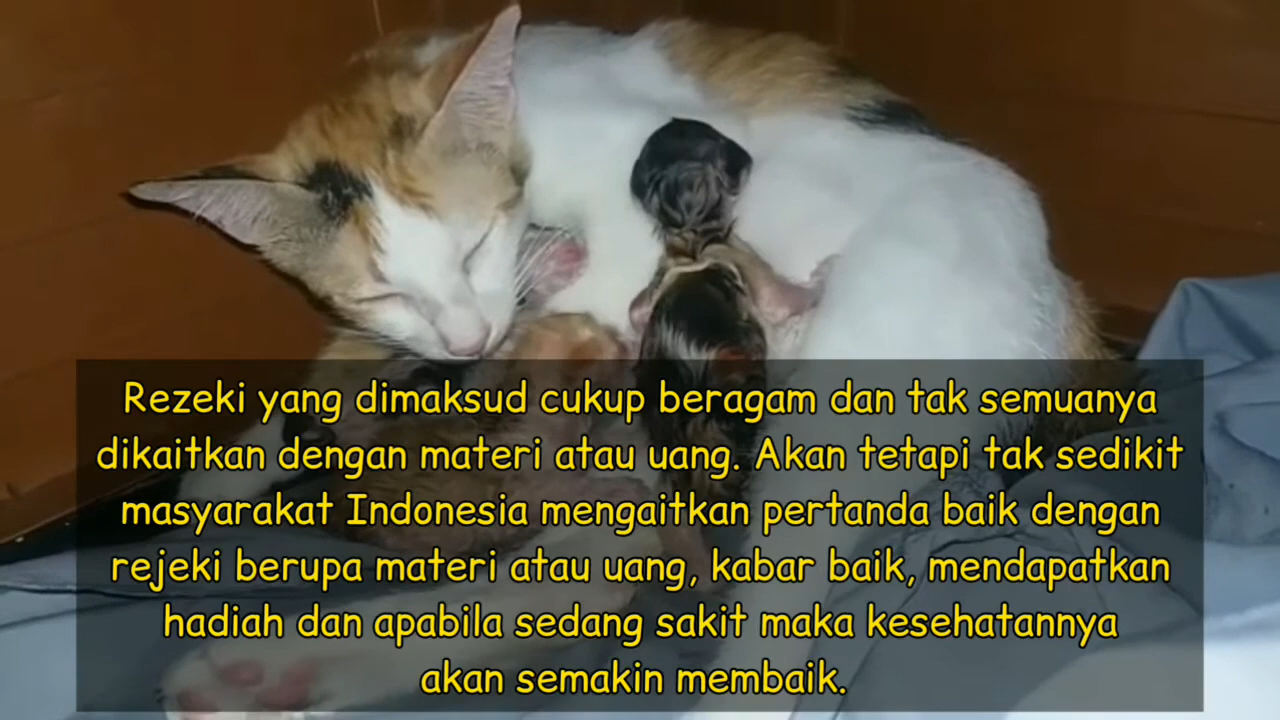 Rezeki yang dimaksud cukup beragam dan tak semuanya
dikaitkan dengan materi atau uang. Akan tetapi tak sedikit
masyarakat Indonesia mengaitkan pertanda baik dengan
rejeki berupa materi atau uang, kabar baik, mendapatkan
hadiah dan apabila sedang sakit maka kesehatannya
akan semakin membaik.